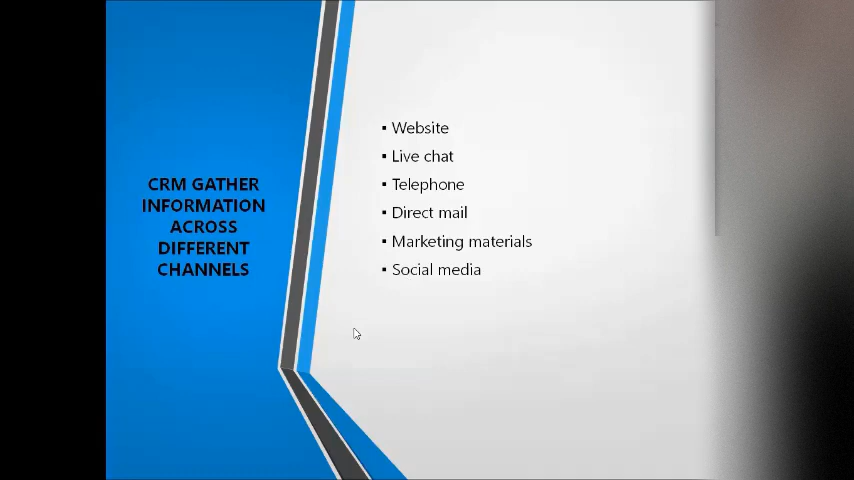 CRM GATHER
INFORMATION
ACROSS
DIFFERENT
CHANNELS
▪ Website
▪ Live chat
▪ Telephone
▪ Direct mail
▪ Marketing materials
▪ Social media